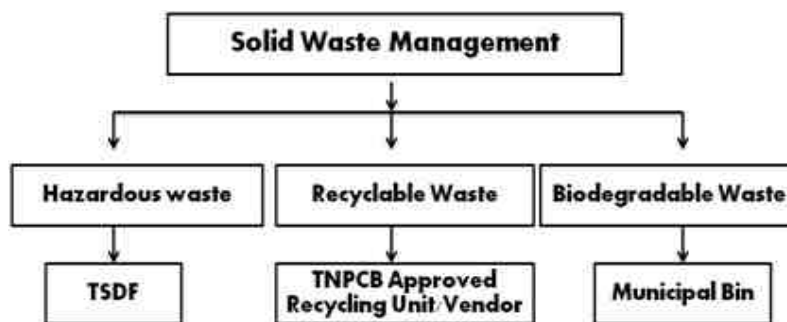 Solid Waste Management
Hazardous waste
Recyclable Waste
Biodegradable Waste
TSDF
TNPCB Approved
Recycling Unit/Vendor
Municipal Bin